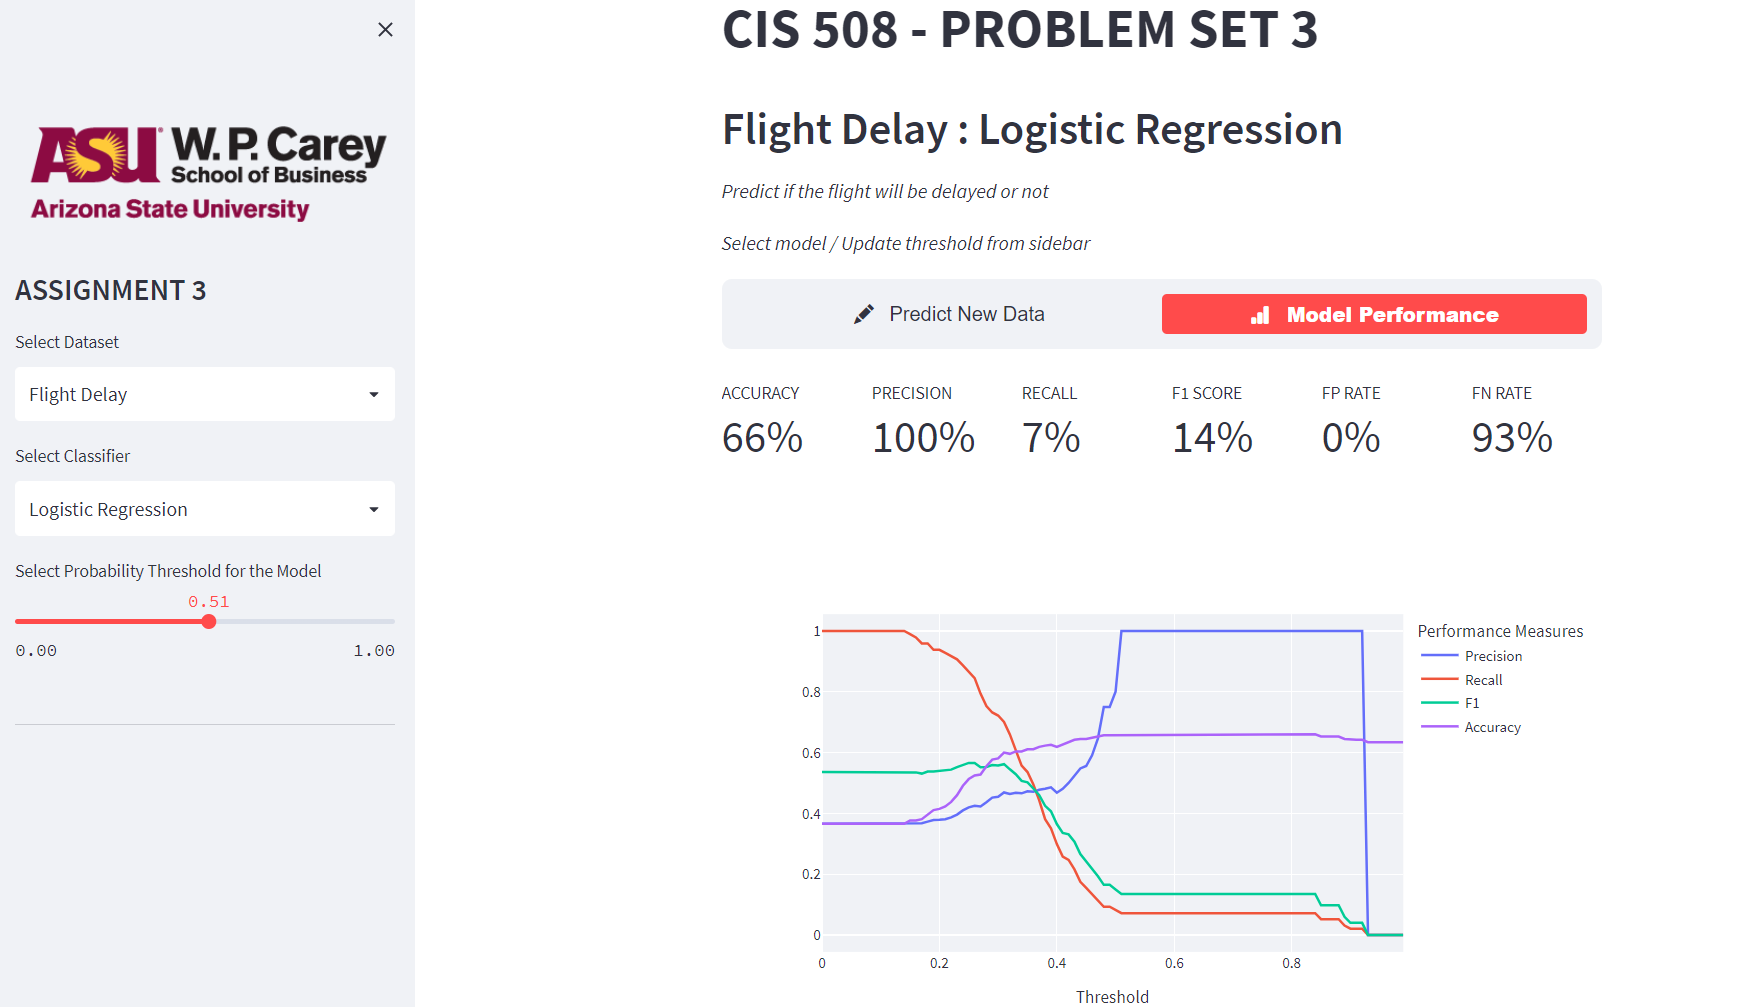 ASU W. P. Carey
School of Business
Arizona State University
ASSIGNMENT 3
Select Dataset
Flight Delay
Select Classifier
Logistic Regression
Select Probability Threshold for the Model
0.51
0.00 1.00
CIS 508 - PROBLEM SET 3
Flight Delay : Logistic Regression
Predict if the flight will be delayed or not
Select model / Update threshold from sidebar
Predict New Data Model Performance
ACCURACY PRECISION RECALL F1 SCORE FP RATE FN RATE
66% 100% 7% 14% 0% 93%
Performance Measures
Precision
Recall
F1
Accuracy
1
0.8
0.6
0.4
0.2
0
0 0.2 0.4 0.6 0.8
Threshold